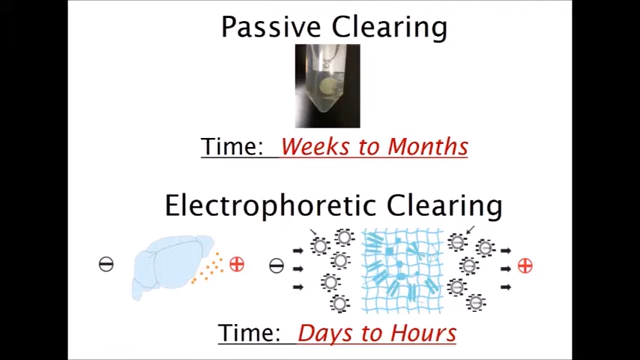 Passive Clearing
Time: Weeks to Months
Electrophoretic Clearing
Time: Days to Hours